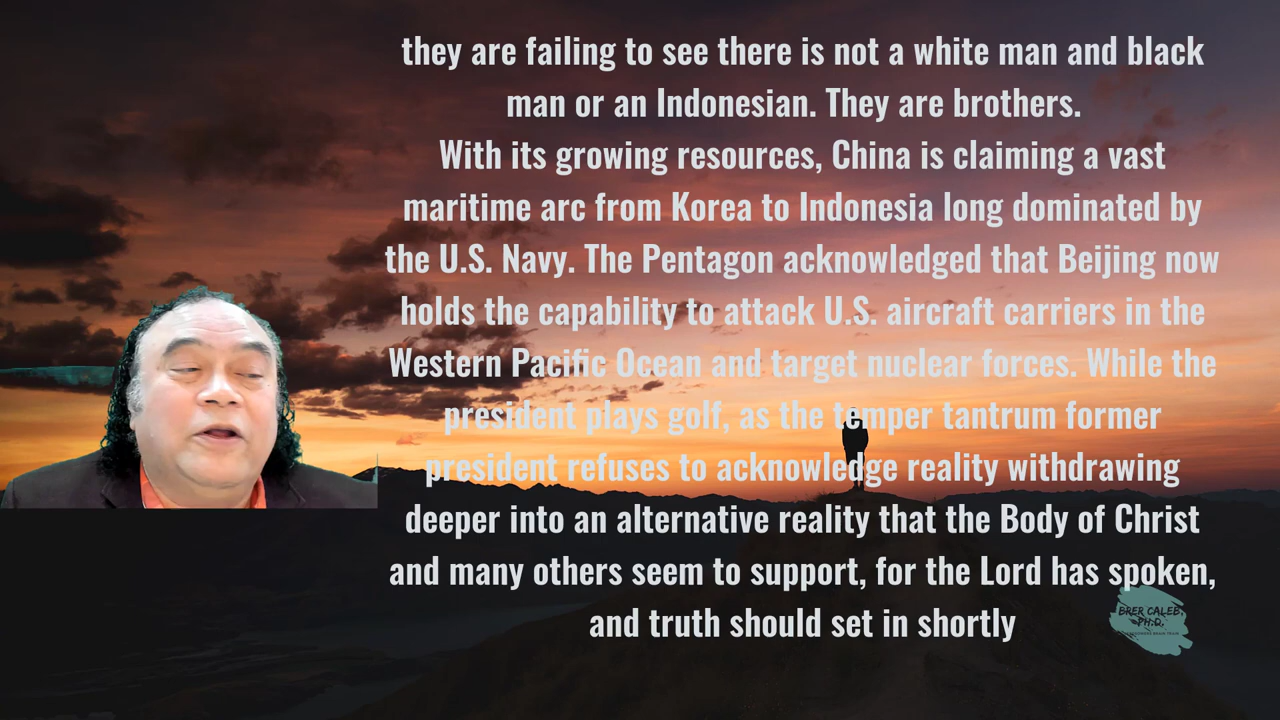 they are failing to see there is not a white man and black
man or an Indonesian. They are brothers.
With its growing resources, China is claiming a vast
maritime arc from Korea to Indonesia long dominated by
the U.S. Navy. The Pentagon acknowledged that Beijing now
holds the capability to attack U.S. aircraft carriers in the
Western Pacific Ocean and target nuclear forces. While the
president plays golf, as the temper tantrum former
president refuses to acknowledge reality withdrawing
deeper into an alternative reality that the Body of Christ
and many others seem to support, for the Lord has spoken,
and truth should set in shortly
BRER CALEB,
PH.D.